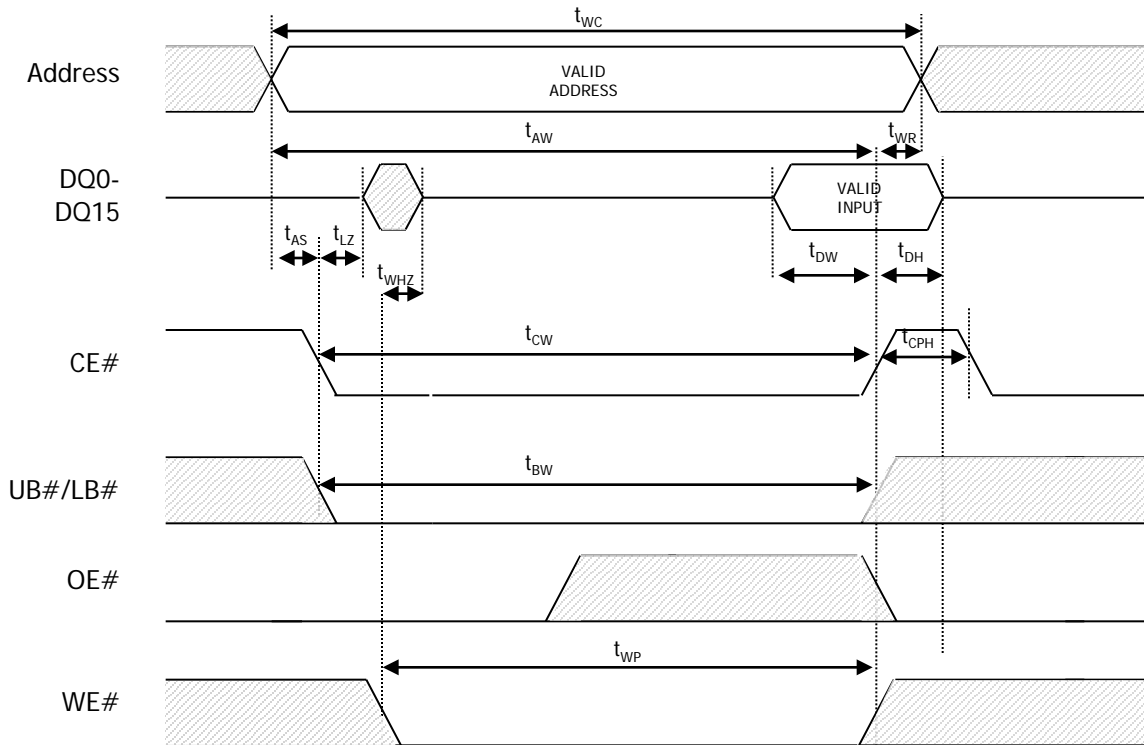 tWC
Address
VALID
ADDRESS
tAW
tWR
DQ0-
DQ15
VALID
INPUT
tAS
tLZ
tDW
tDH
tWHZ
CE#
tCW
tCPH
UB#/LB#
tBW
OE#
tWP
WE#